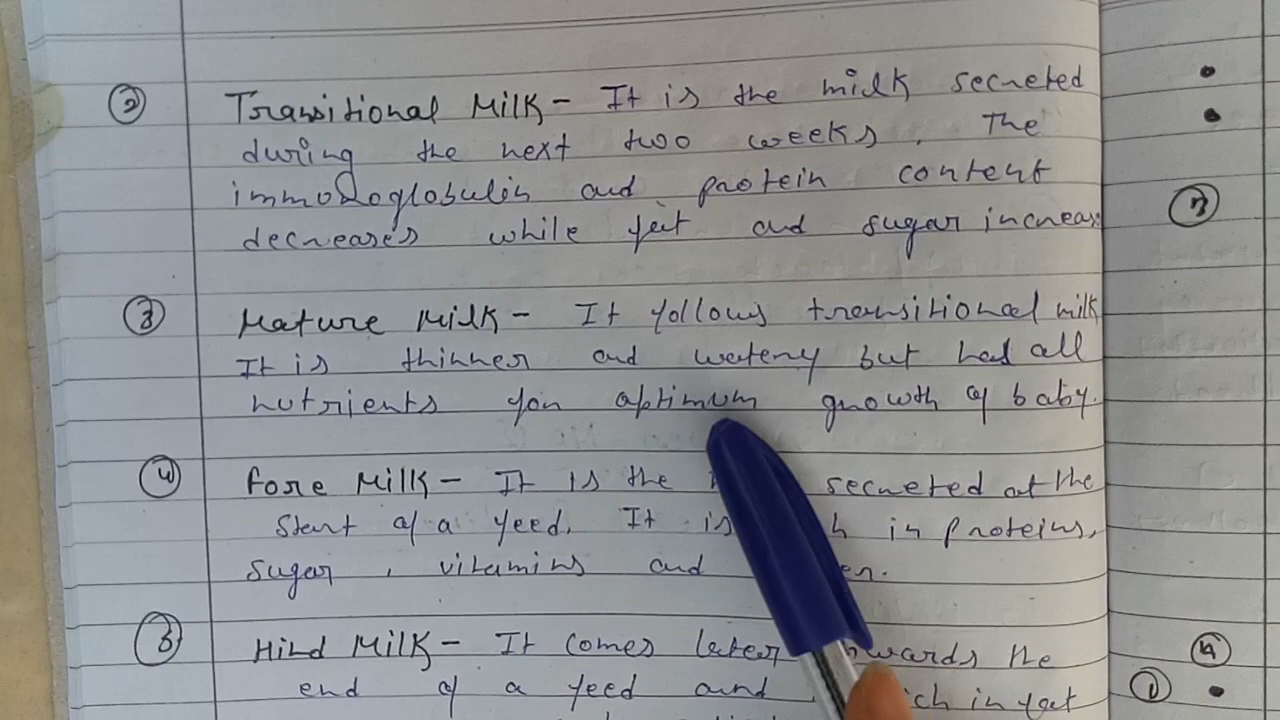 ② Transitional Milk - It is the milk secreted
during the next two weeks. The
immunoglobulin and protein content
decreases while fat and sugar increas
③ Mature Milk - It follows transitional milk
It is thinner and watery but had all
nutrients for optimum growth of baby.
④ Fore Milk - It is the secreted at the
start of a feed. It is in proteins,
sugar, vitamins and
⑤ Hind Milk - It comes later the
end of a feed and in fat